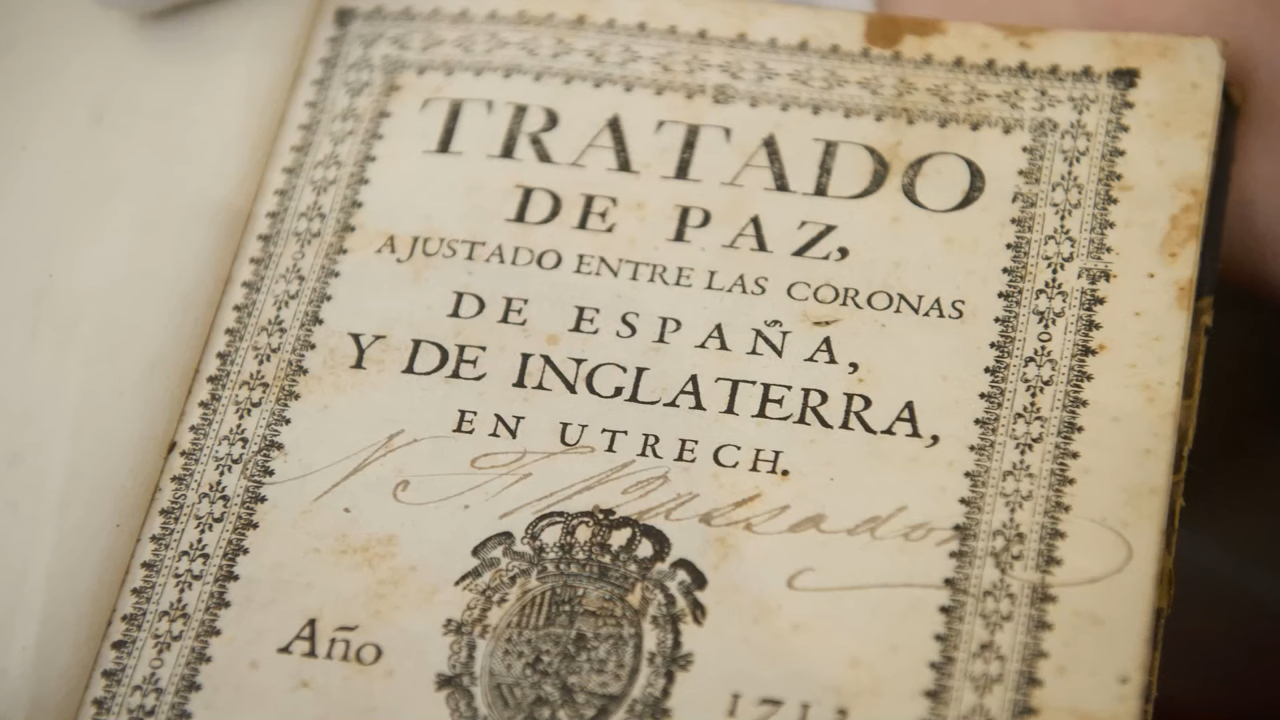 TRATADO
DE PAZ,
AJUSTADO ENTRE LAS CORONAS
DE ESPAÑA,
Y DE INGLATERRA,
EN UTRECH.
Año